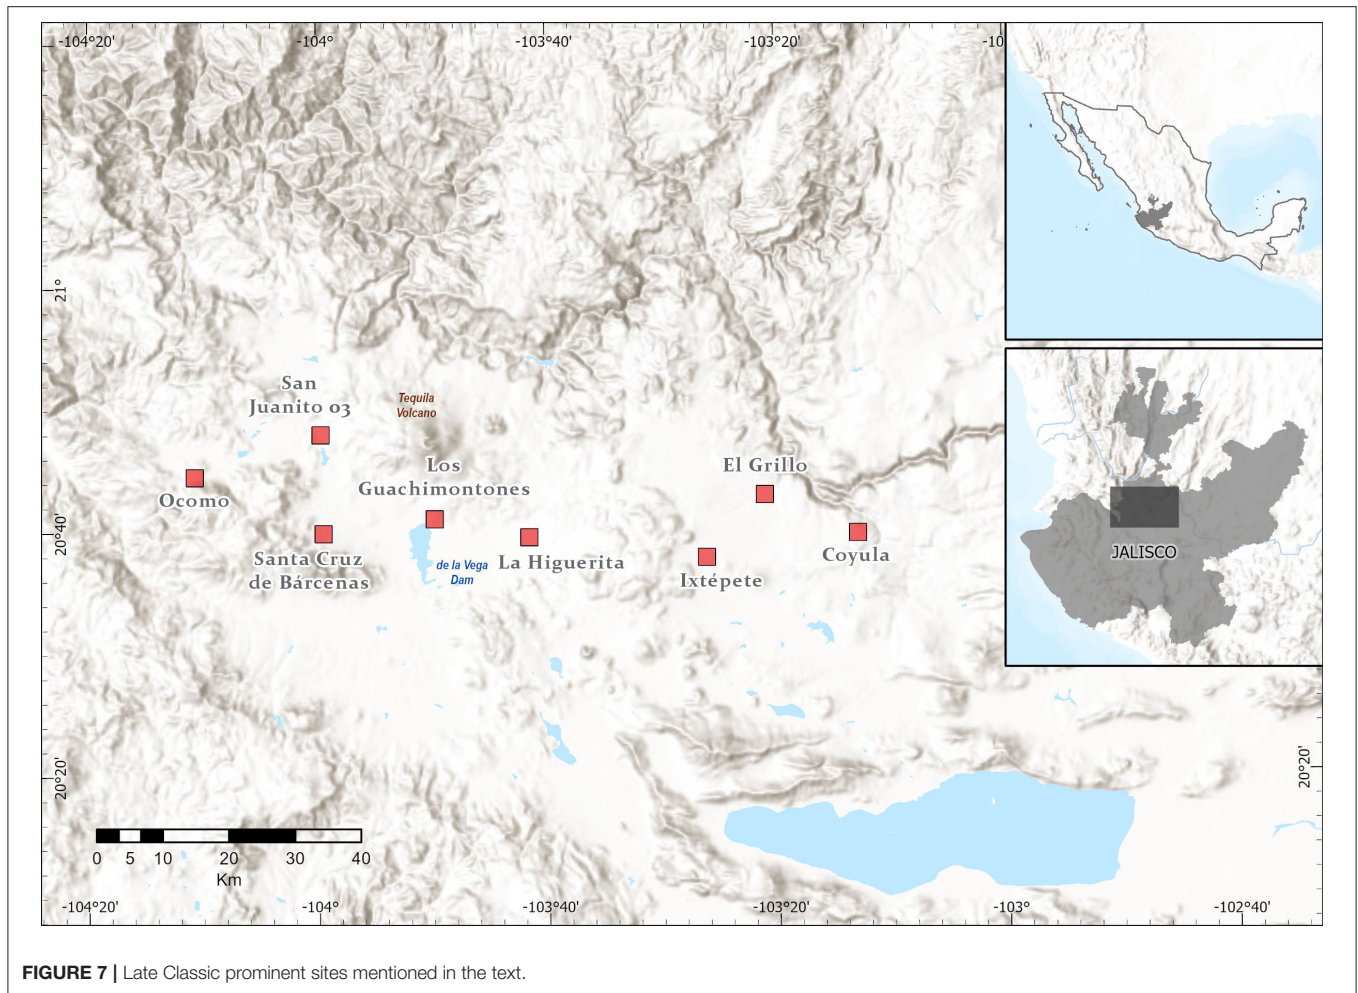 -104°20'
-104°
-103°40'
-103°20'
-10
21°
San
Juanito 03
Tequila
Volcano
Los
Guachimontones
El Grillo
Ocomo
20°40'
Santa Cruz
de Bárcenas
de la Vega
Dam
La Higuerita
Ixtépete
Coyula
JALISCO
20°20'
20°20'
0 5 10 20 30 40
Km
-104°20'
-104°
-103°40'
-103°20'
-103°
-102°40'
FIGURE 7 | Late Classic prominent sites mentioned in the text.